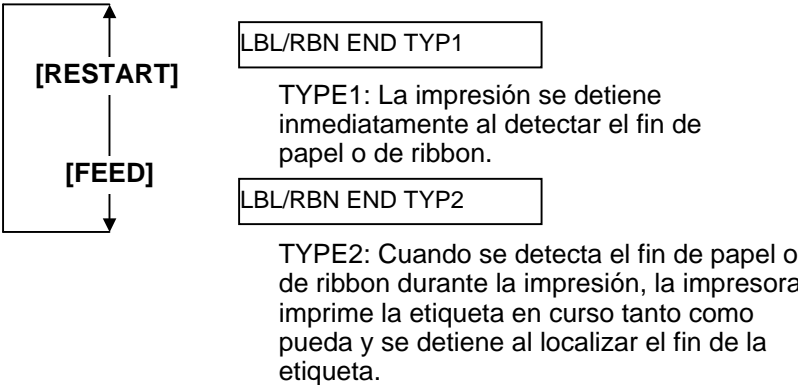 LBL/RBN END TYP1
[RESTART]
TYPE1: La impresión se detiene
inmediatamente al detectar el fin de
papel o de ribbon.
[FEED]
LBL/RBN END TYP2
TYPE2: Cuando se detecta el fin de papel o
de ribbon durante la impresión, la impresora
imprime la etiqueta en curso tanto como
pueda y se detiene al localizar el fin de la
etiqueta.